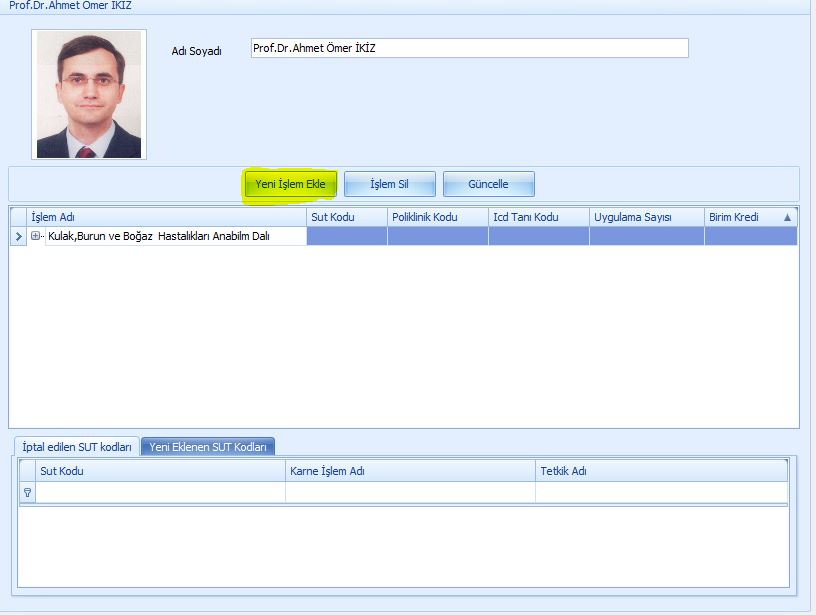 Prof.Dr.Ahmet Ömer İKİZ
Adı Soyadı Prof.Dr.Ahmet Ömer İKİZ
Yeni İşlem Ekle İşlem Sil Güncelle
İşlem Adı Sut Kodu Poliklinik Kodu Icd Tanı Kodu Uygulama Sayısı Birim Kredi
Kulak,Burun ve Boğaz Hastalıkları Anabilm Dalı
İptal edilen SUT kodları Yeni Eklenen SUT Kodları
Sut Kodu Karne İşlem Adı Tetkik Adı